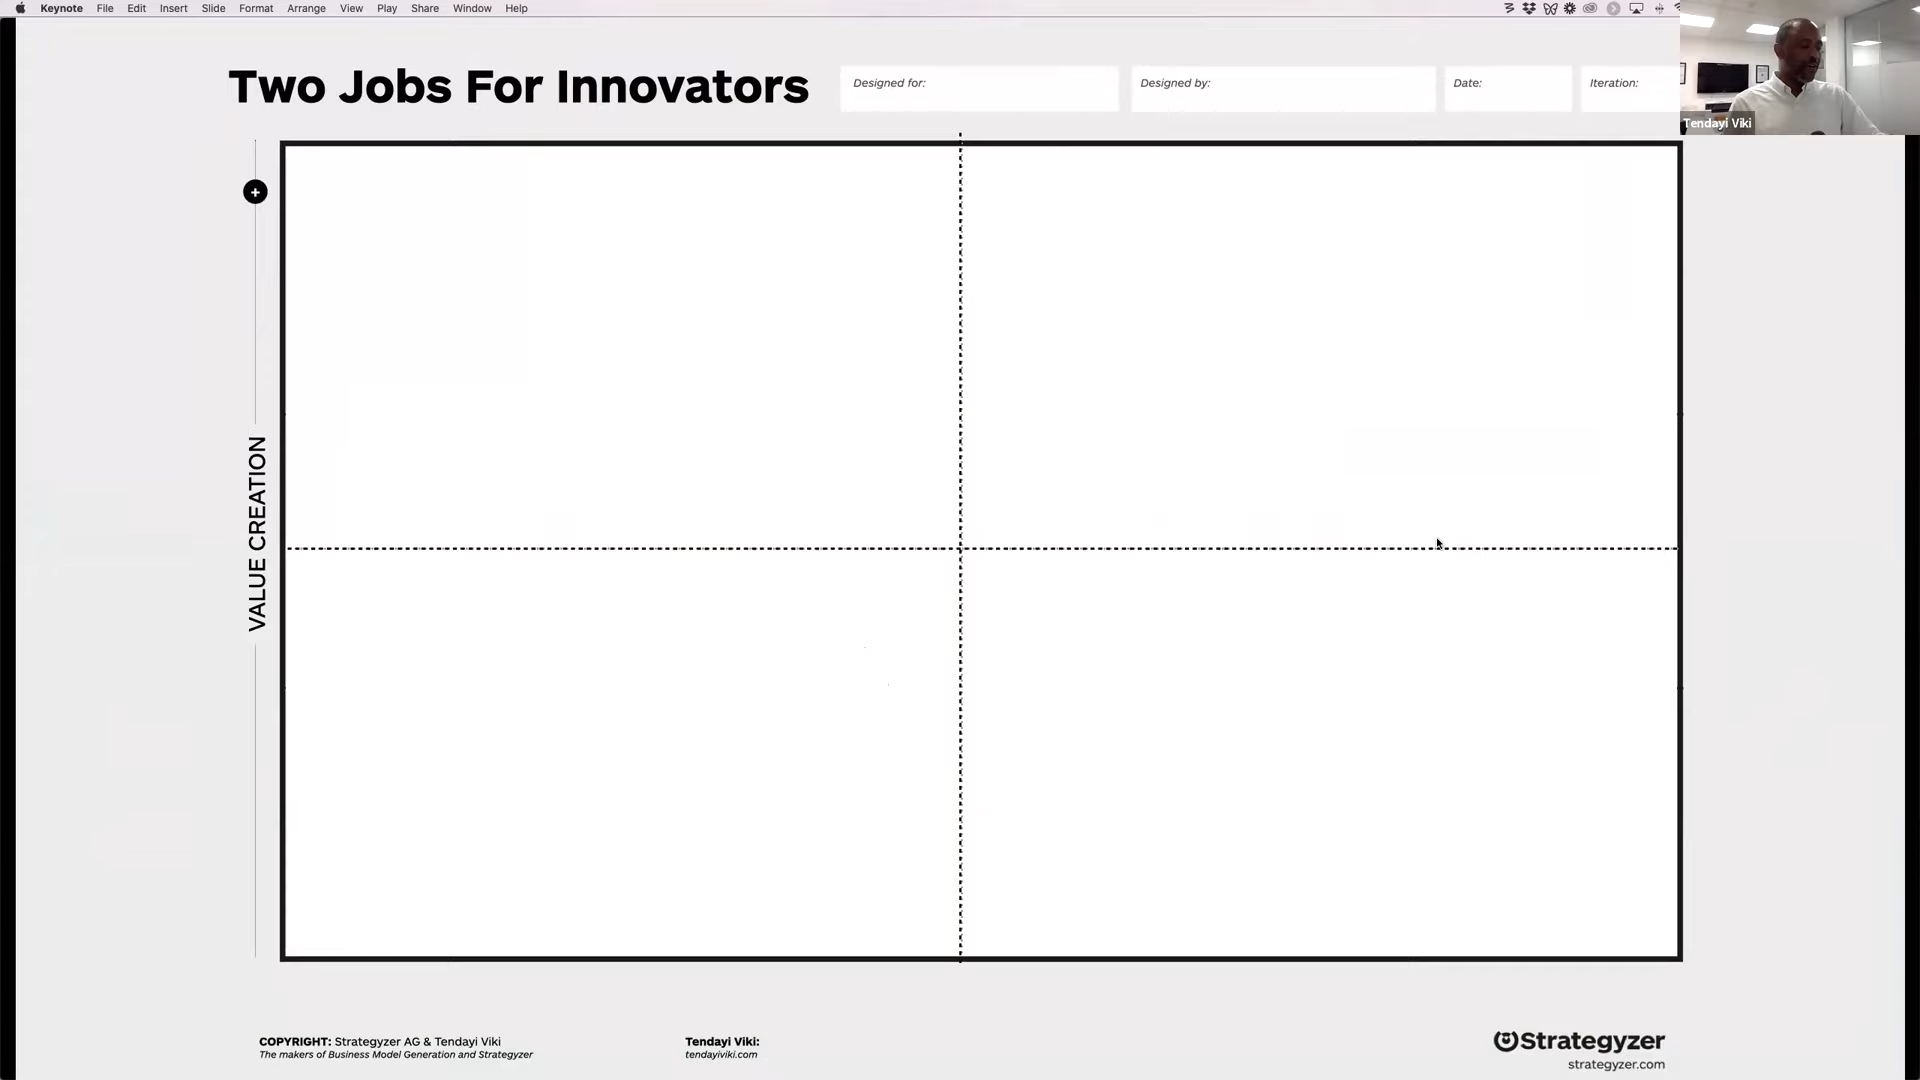 Keynote File Edit Insert Slide Format Arrange View Play Share Window Help
Two Jobs For Innovators
Designed for:
Designed by:
Date:
Iteration:
Tendayi Viki
+
VALUE CREATION
COPYRIGHT: Strategyzer AG & Tendayi Viki
The makers of Business Model Generation and Strategyzer
Tendayi Viki:
tendayiviki.com
Strategyzer
strategyzer.com